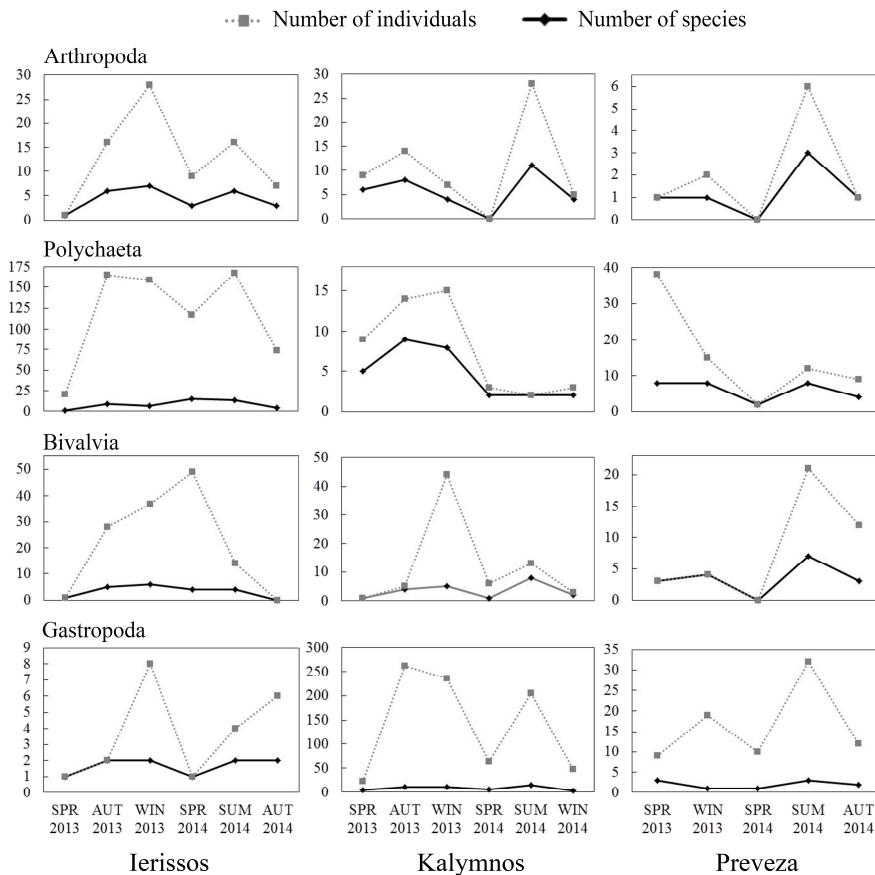 Number of individuals Number of species
Arthropoda
30 25 20 15 10 5 0
30 25 20 15 10 5 0
6 5 4 3 2 1 0
Polychaeta
175 150 125 100 75 50 25 0
15 10 5 0
40 30 20 10 0
Bivalvia
50 40 30 20 10 0
50 40 30 20 10 0
20 15 10 5 0
Gastropoda
9 8 7 6 5 4 3 2 1 0
300 250 200 150 100 50 0
35 30 25 20 15 10 5 0
SPR AUT WIN SPR SUM AUT
2013 2013 2013 2014 2014 2014
SPR AUT WIN SPR SUM WIN
2013 2013 2013 2014 2014 2014
SPR WIN SPR SUM AUT
2013 2013 2014 2014 2014
Ierissos Kalymnos Preveza